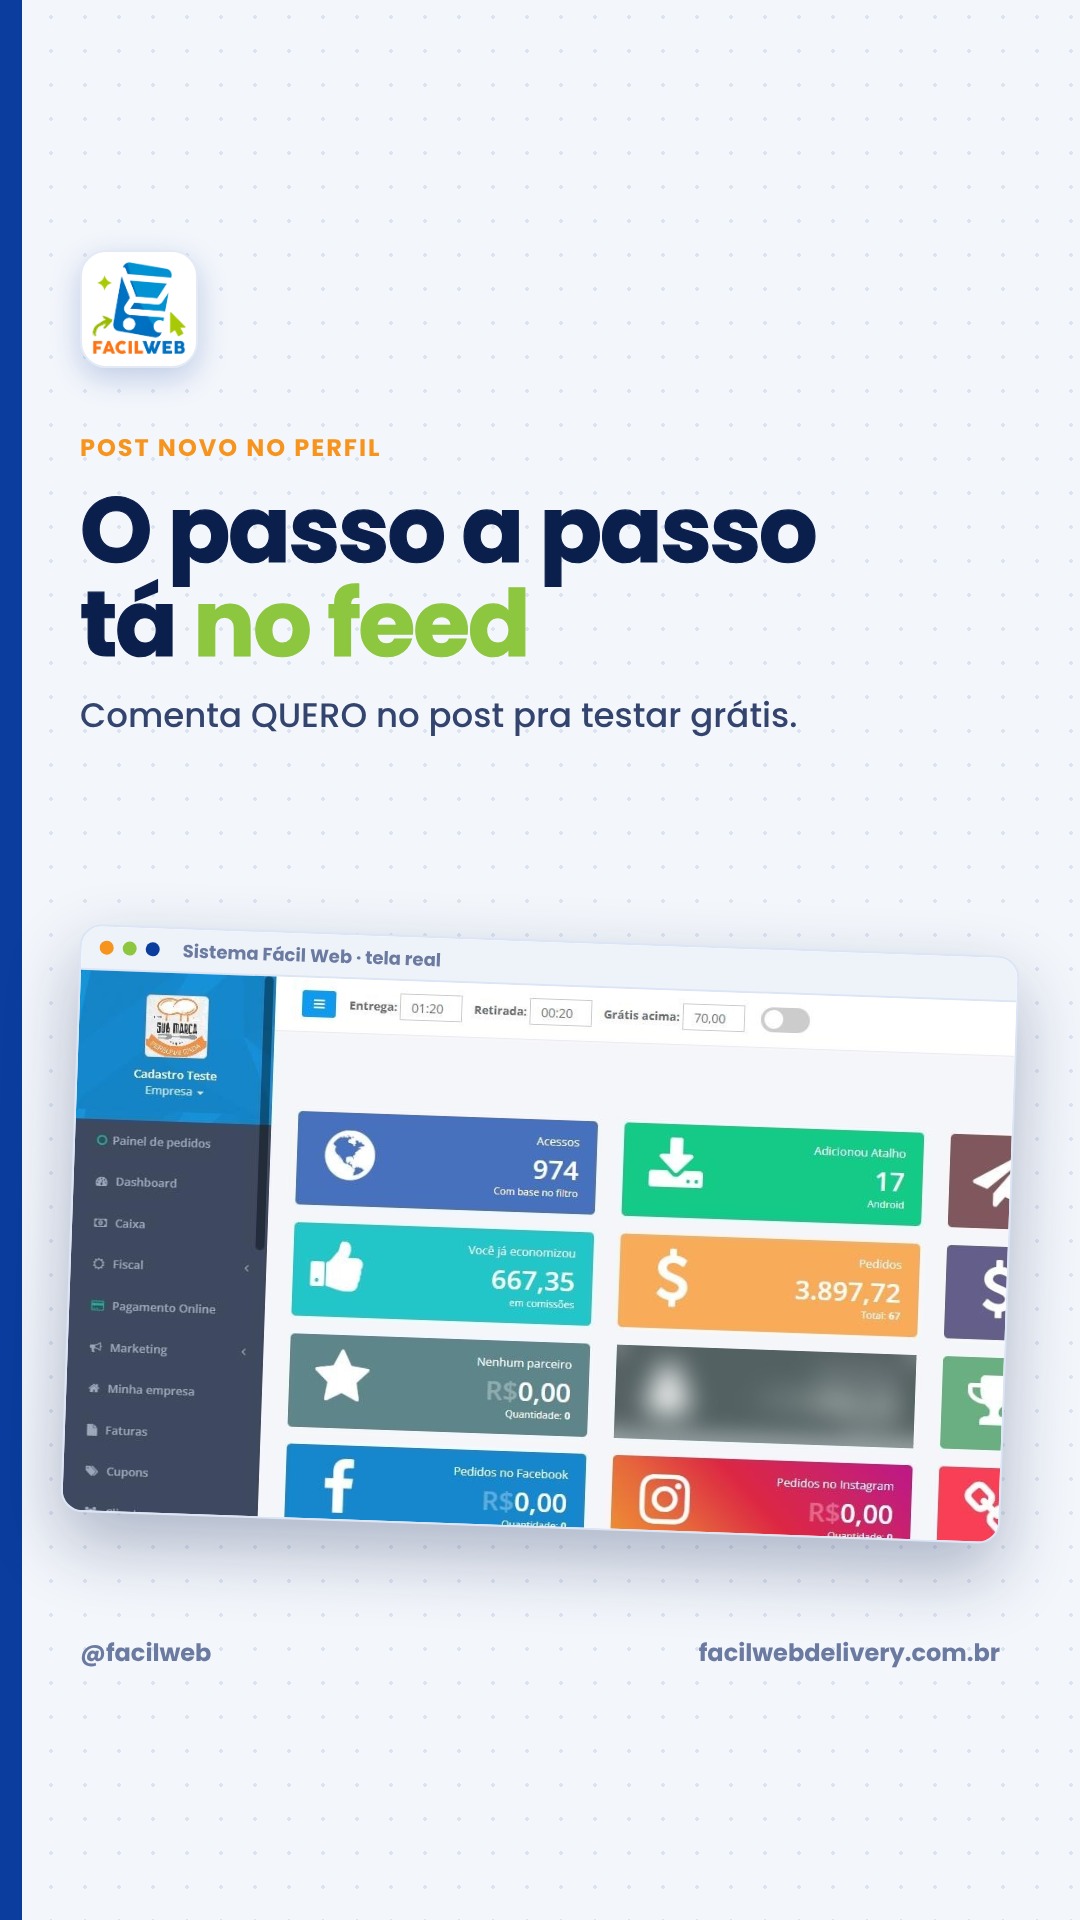 FACILWEB
POST NOVO NO PERFIL
O passo a passo
tá no feed
Comenta QUERO no post pra testar grátis.
Sistema Fácil Web · tela real
SUA MARCA
Cadastro Teste
Empresa
Entrega: 01:20 Retirada: 00:20 Grátis acima: 70,00
Painel de pedidos
Dashboard
Caixa
Fiscal
Pagamento Online
Marketing
Minha empresa
Faturas
Cupons
Acessos
974
Com base no filtro
Adicionou Atalho
17
Android
Você já economizou
667,35
em comissões
Pedidos
3.897,72
Total: 67
Nenhum parceiro
R$0,00
Quantidade: 0
Pedidos no Facebook
R$0,00
Quantidade: 0
Pedidos no Instagram
R$0,00
Quantidade: 0
@facilweb
facilwebdelivery.com.br